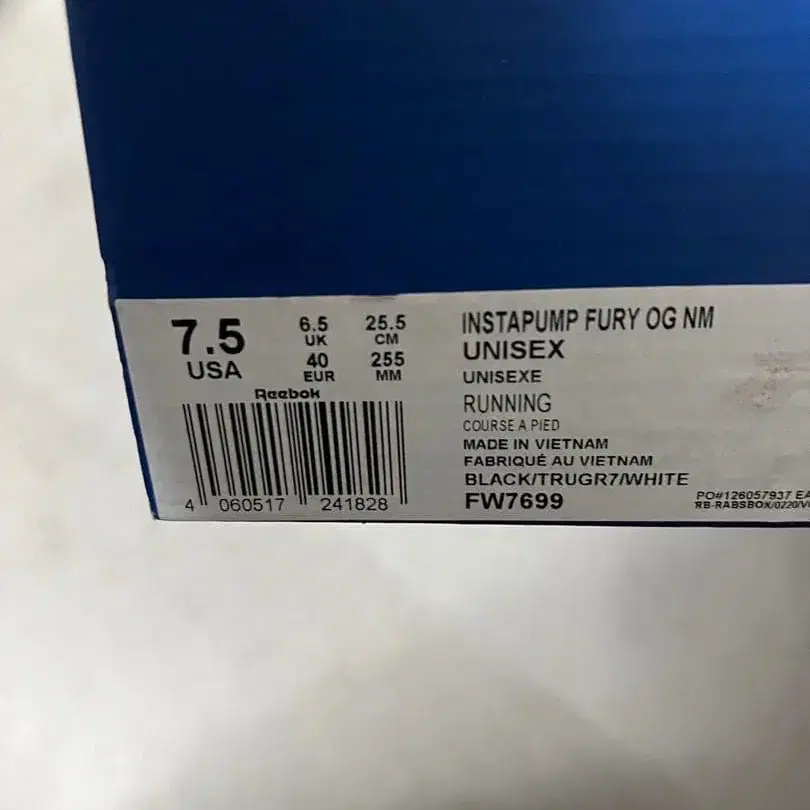 7.5
USA
6.5
UK
40
EUR
25.5
CM
255
MM
Reebok
4 060517 241828
INSTAPUMP FURY OG NM
UNISEX
UNISEXE
RUNNING
COURSE A PIED
MADE IN VIETNAM
FABRIQUÉ AU VIETNAM
BLACK/TRUGR7/WHITE
FW7699
PO#126057937 EA
RB-RABSBOX/0220/V